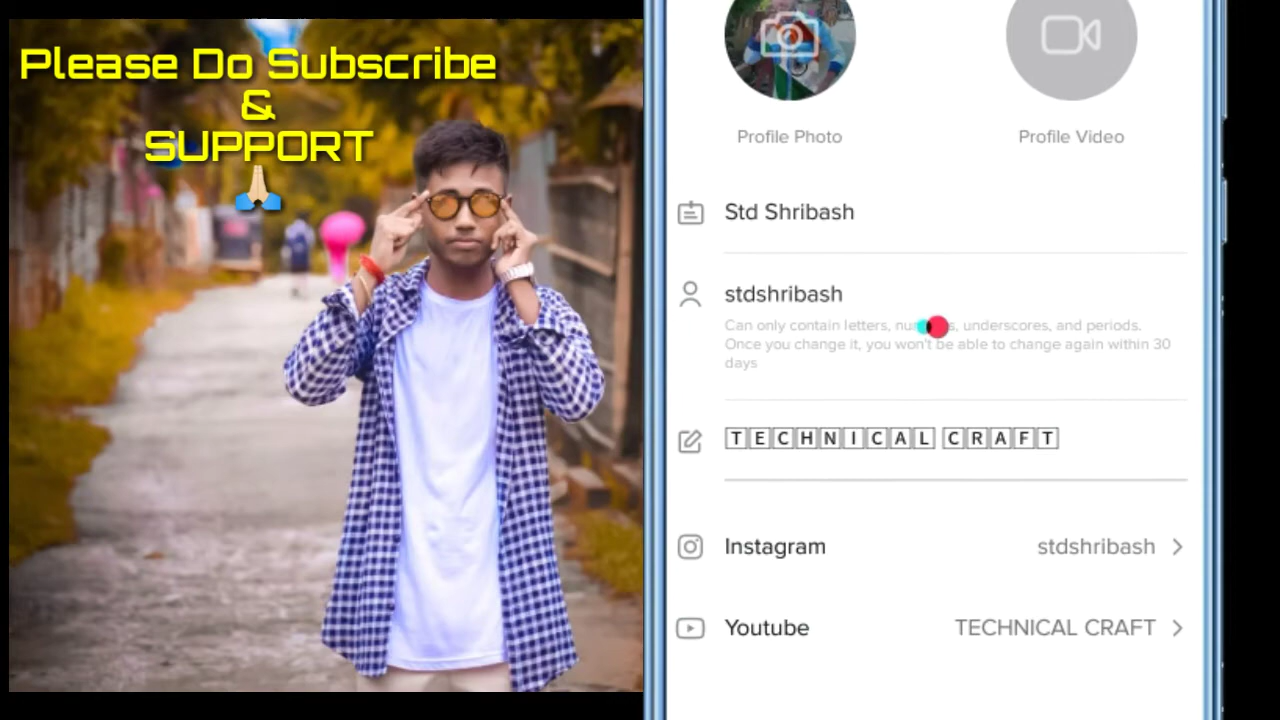 Please Do Subscribe
&
SUPPORT
Profile Photo
Profile Video
Std Shribash
stdshribash
Can only contain letters, underscores, and periods.
Once you change it, you won't be able to change again within 30
days
🅃🄴🄲🄷🄽🄸🄲🄰🄻 🄲🅁🄰🄵🅃
Instagram
stdshribash
Youtube
TECHNICAL CRAFT